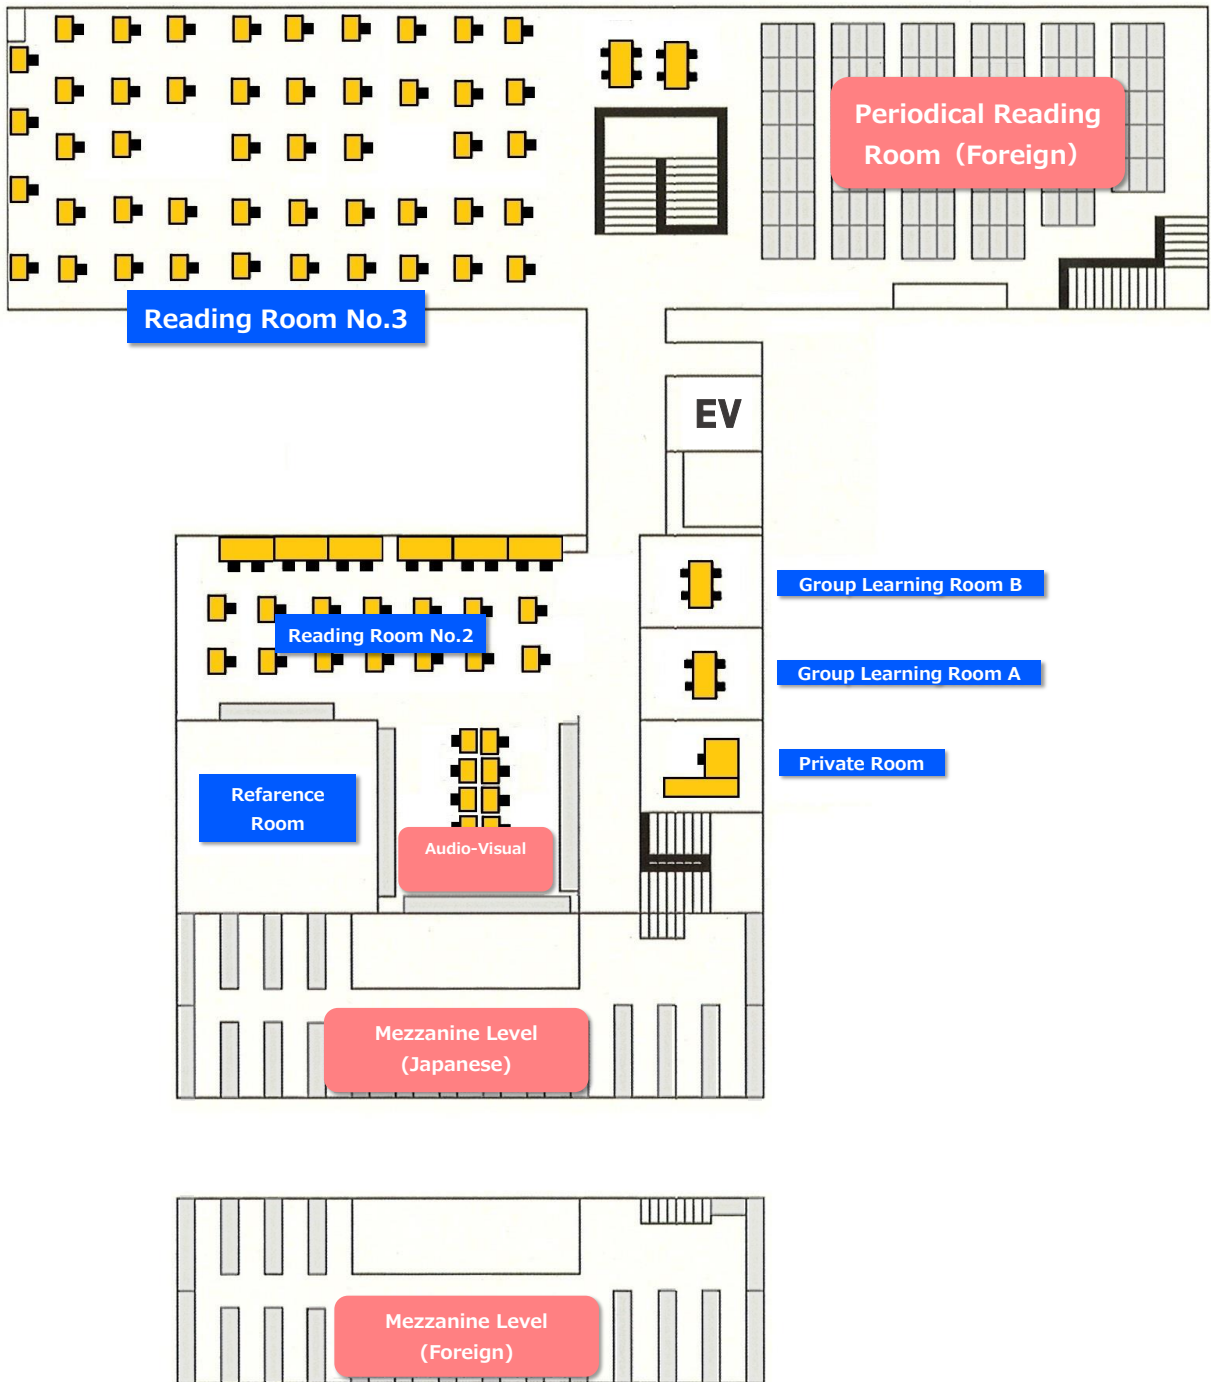 Periodical Reading
Room（Foreign）
Reading Room No.3
EV
Group Learning Room B
Reading Room No.2
Group Learning Room A
Private Room
Refarence
Room
Audio-Visual
Mezzanine Level
(Japanese)
Mezzanine Level
(Foreign)